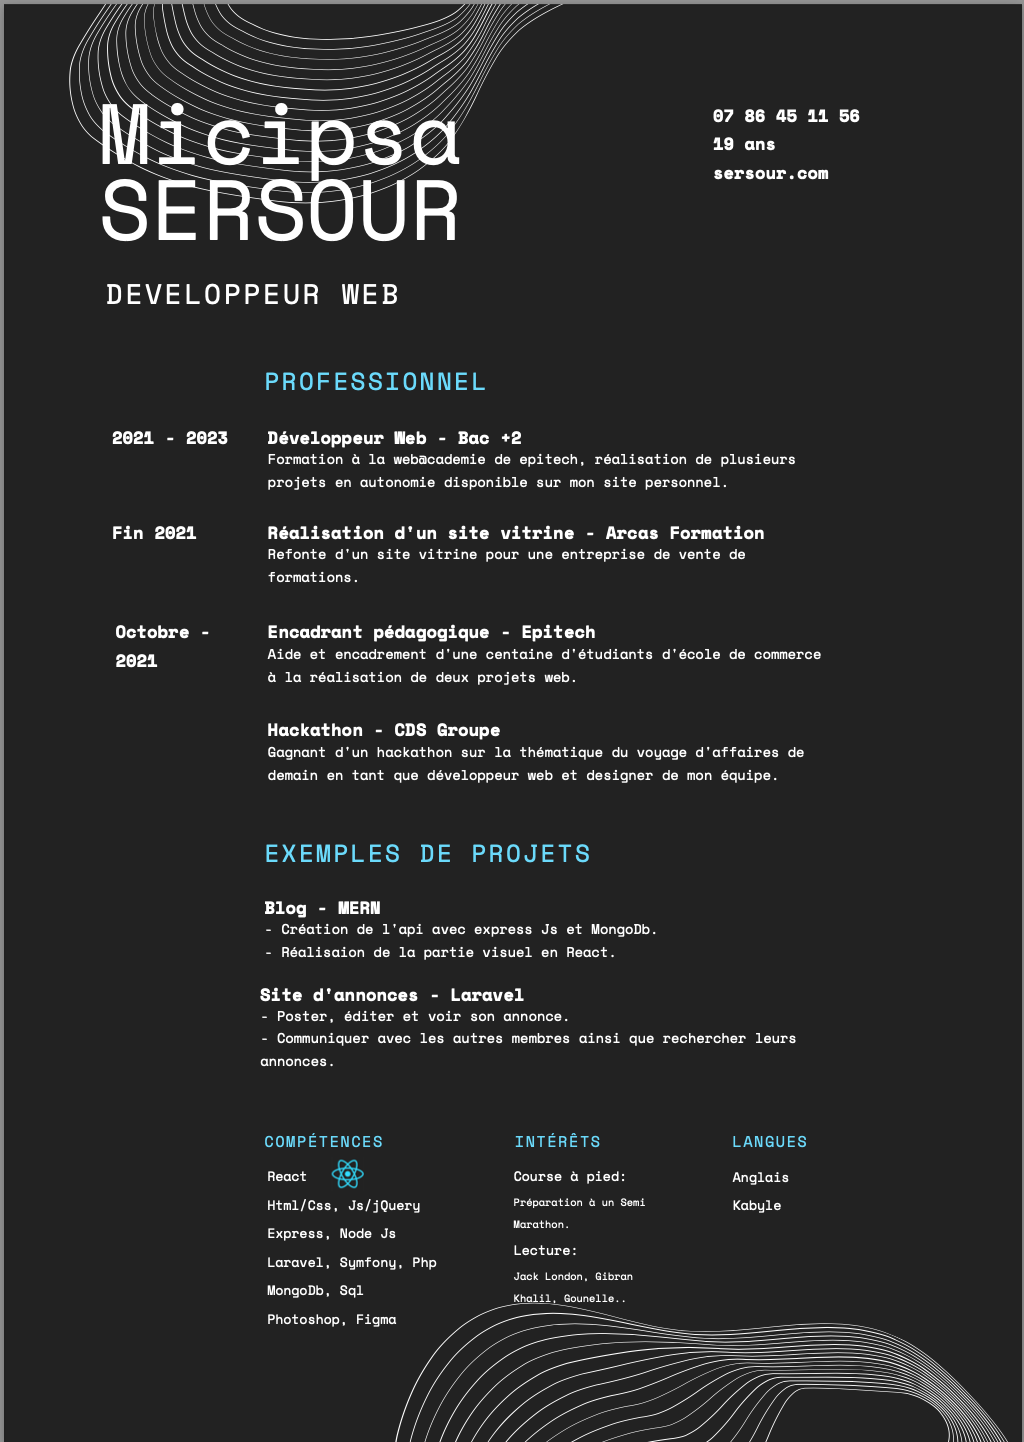 Micipsa
SERSOUR
07 86 45 11 56
19 ans
sersour.com
DEVELOPPEUR WEB
PROFESSIONNEL
2021 - 2023
Développeur Web - Bac +2
Formation à la web@cademie de epitech, réalisation de plusieurs
projets en autonomie disponible sur mon site personnel.
Fin 2021
Réalisation d'un site vitrine - Arcas Formation
Refonte d'un site vitrine pour une entreprise de vente de
formations.
Octobre -
2021
Encadrant pédagogique - Epitech
Aide et encadrement d'une centaine d'étudiants d'école de commerce
à la réalisation de deux projets web.
Hackathon - CDS Groupe
Gagnant d'un hackathon sur la thématique du voyage d'affaires de
demain en tant que développeur web et designer de mon équipe.
EXEMPLES DE PROJETS
Blog - MERN
- Création de l'api avec express Js et MongoDb.
- Réalisaion de la partie visuel en React.
Site d'annonces - Laravel
- Poster, éditer et voir son annonce.
- Communiquer avec les autres membres ainsi que rechercher leurs
annonces.
COMPÉTENCES
React
Html/Css, Js/jQuery
Express, Node Js
Laravel, Symfony, Php
MongoDb, Sql
Photoshop, Figma
INTÉRÊTS
Course à pied:
Préparation à un Semi
Marathon.
Lecture:
Jack London, Gibran
Khalil, Gounelle..
LANGUES
Anglais
Kabyle